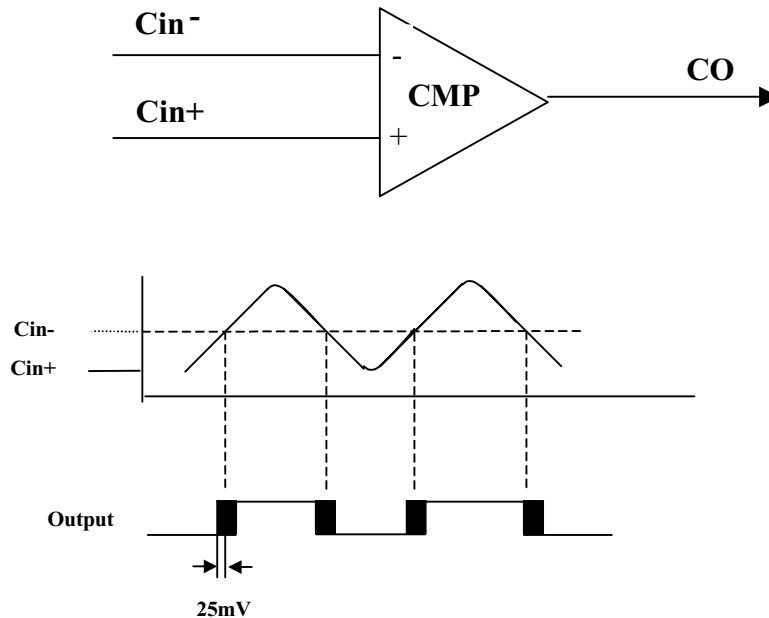 Cin -
CO
-
CMP
Cin+
+
Cin-
Cin+
Output
25mV